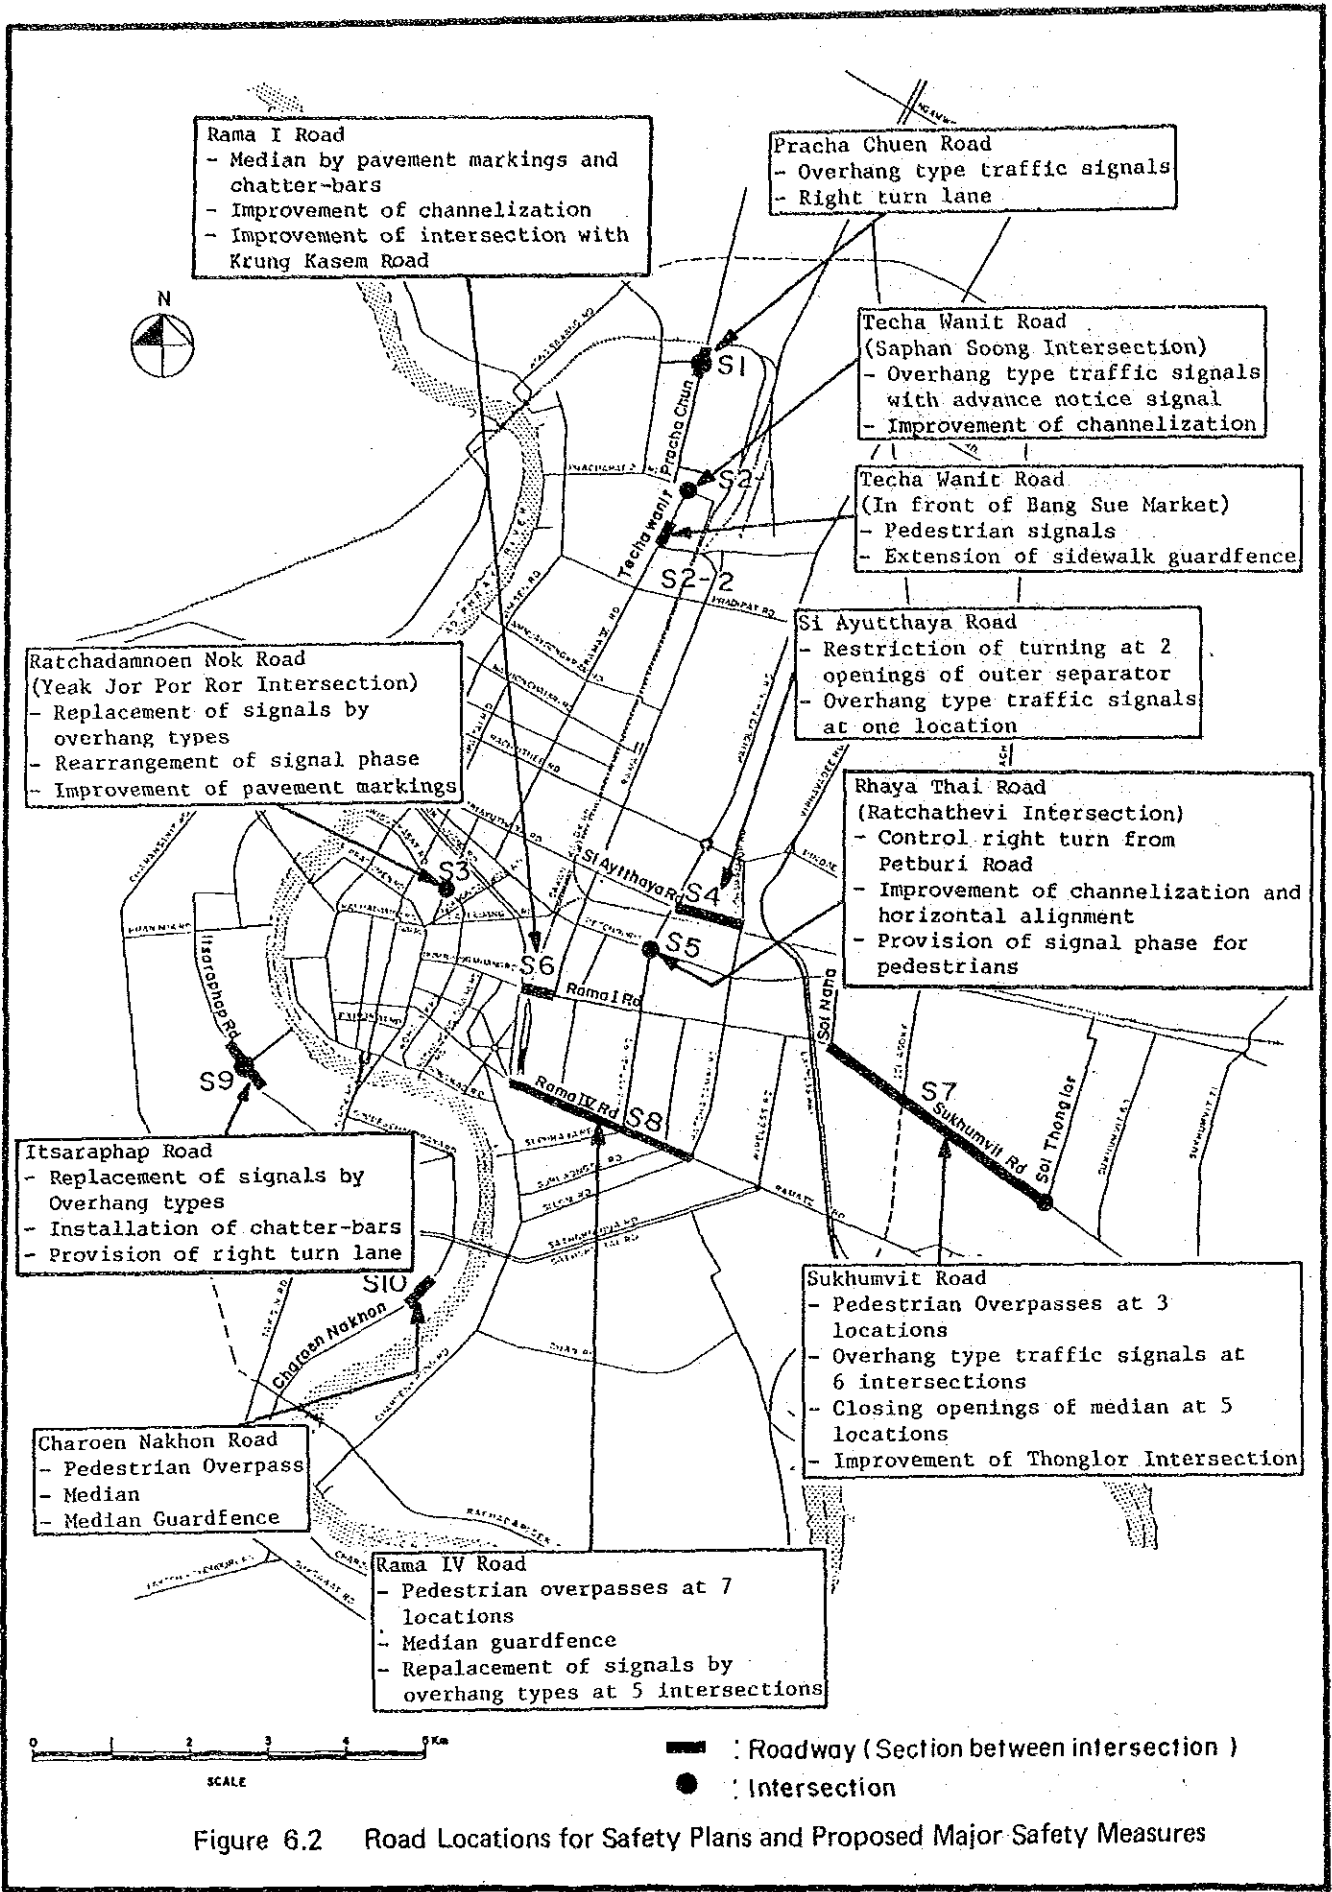 Rama I Road
- Median by pavement markings and
chatter-bars
- Improvement of channelization
- Improvement of intersection with
Krung Kasem Road
Pracha Chuen Road
- Overhang type traffic signals
- Right turn lane
N
Techa Wanit Road
(Saphan Soong Intersection)
- Overhang type traffic signals
with advance notice signal
- Improvement of channelization
S1
Pracha Chun
S2
Techa wanit
Techa Wanit Road
(In front of Bang Sue Market)
- Pedestrian signals
- Extension of sidewalk guardfence
S2-2
PRADIPAT RD
Si Ayutthaya Road
- Restriction of turning at 2
openings of outer separator
- Overhang type traffic signals
at one location
Ratchadamnoen Nok Road
(Yeak Jor Por Ror Intersection)
- Replacement of signals by
overhang types
- Rearrangement of signal phase
- Improvement of pavement markings
Rhaya Thai Road
(Ratchathevi Intersection)
- Control right turn from
Petburi Road
- Improvement of channelization and
horizontal alignment
- Provision of signal phase for
pedestrians
S3
Si Aytthaya Rd
S4
S5
S6
Rama I Rd
Itsaraphap Rd
Soi Nana
S9
Rama IV Rd
S8
S7
Sukhumvit Rd
Soi Thonglor
Itsaraphap Road
- Replacement of signals by
Overhang types
- Installation of chatter-bars
- Provision of right turn lane
SILOM RD
S10
Charoen Nakhon
Sukhumvit Road
- Pedestrian Overpasses at 3
locations
- Overhang type traffic signals at
6 intersections
- Closing openings of median at 5
locations
- Improvement of Thonglor Intersection
Charoen Nakhon Road
- Pedestrian Overpass
- Median
- Median Guardfence
Rama IV Road
- Pedestrian overpasses at 7
locations
- Median guardfence
- Repalacement of signals by
overhang types at 5 intersections
0 1 2 3 4 5 Km
SCALE
: Roadway (Section between intersection )
: Intersection
Figure 6.2 Road Locations for Safety Plans and Proposed Major Safety Measures